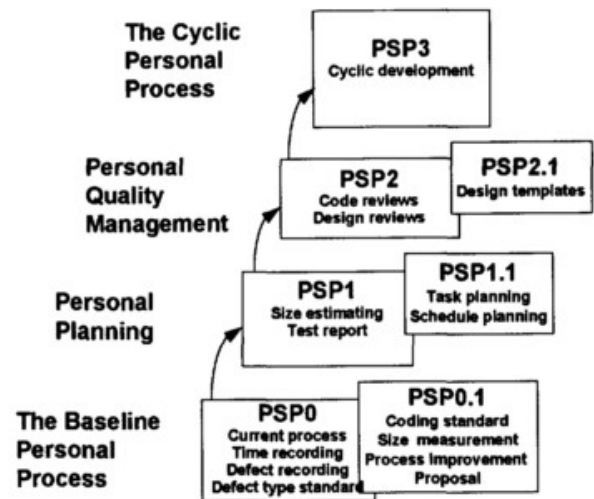 The Cyclic
Personal
Process
PSP3
Cyclic development
Personal
Quality
Management
PSP2
Code reviews
Design reviews
PSP2.1
Design templates
Personal
Planning
PSP1
Size estimating
Test report
PSP1.1
Task planning
Schedule planning
The Baseline
Personal
Process
PSP0
Current process
Time recording
Defect recording
Defect type standard
PSP0.1
Coding standard
Size measurement
Process improvement
Proposal